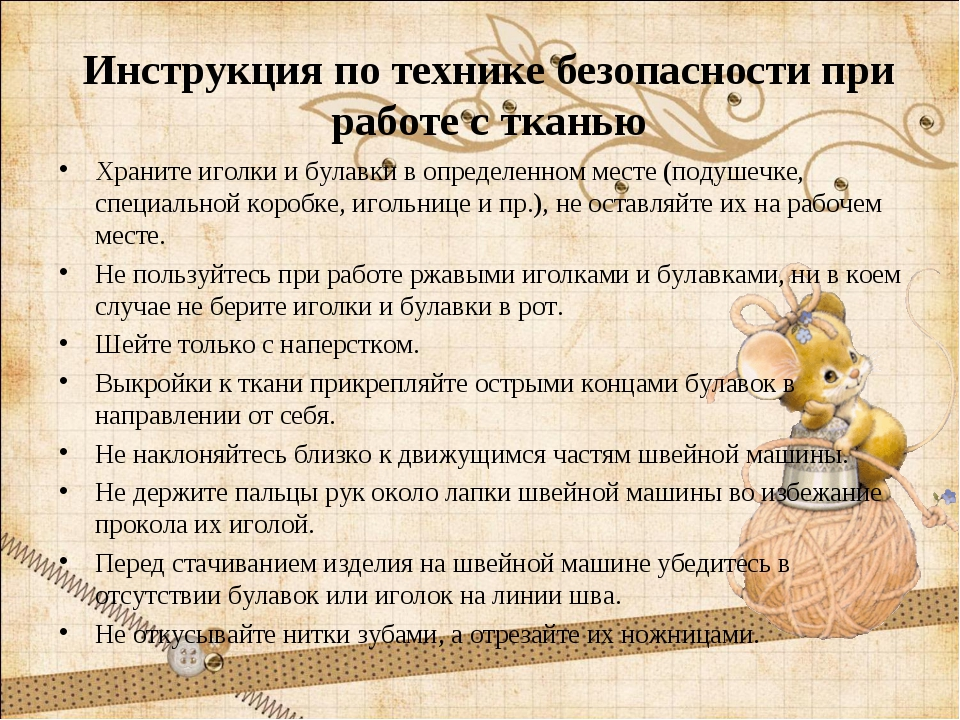 Инструкция по технике безопасности при
работе с тканью
• Храните иголки и булавки в определенном месте (подушечке,
специальной коробке, игольнице и пр.), не оставляйте их на рабочем
месте.
• Не пользуйтесь при работе ржавыми иголками и булавками, ни в коем
случае не берите иголки и булавки в рот.
• Шейте только с наперстком.
• Выкройки к ткани прикрепляйте острыми концами булавок в
направлении от себя.
• Не наклоняйтесь близко к движущимся частям швейной машины.
• Не держите пальцы рук около лапки швейной машины во избежание
прокола их иголой.
• Перед стачиванием изделия на швейной машине убедитесь в
отсутствии булавок или иголок на линии шва.
• Не откусывайте нитки зубами, а отрезайте их ножницами.